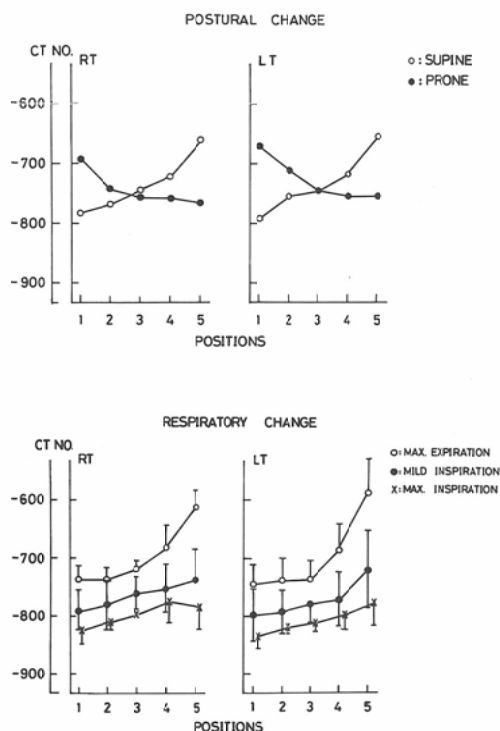 POSTURAL CHANGE
CT NO.
RT
LT
○: SUPINE
●: PRONE
-600
-700
-800
-900
1 2 3 4 5
1 2 3 4 5
POSITIONS
RESPIRATORY CHANGE
CT NO.
RT
LT
○: MAX. EXPIRATION
●: MILD INSPIRATION
x: MAX. INSPIRATION
-600
-700
-800
-900
1 2 3 4 5
1 2 3 4 5
POSITIONS